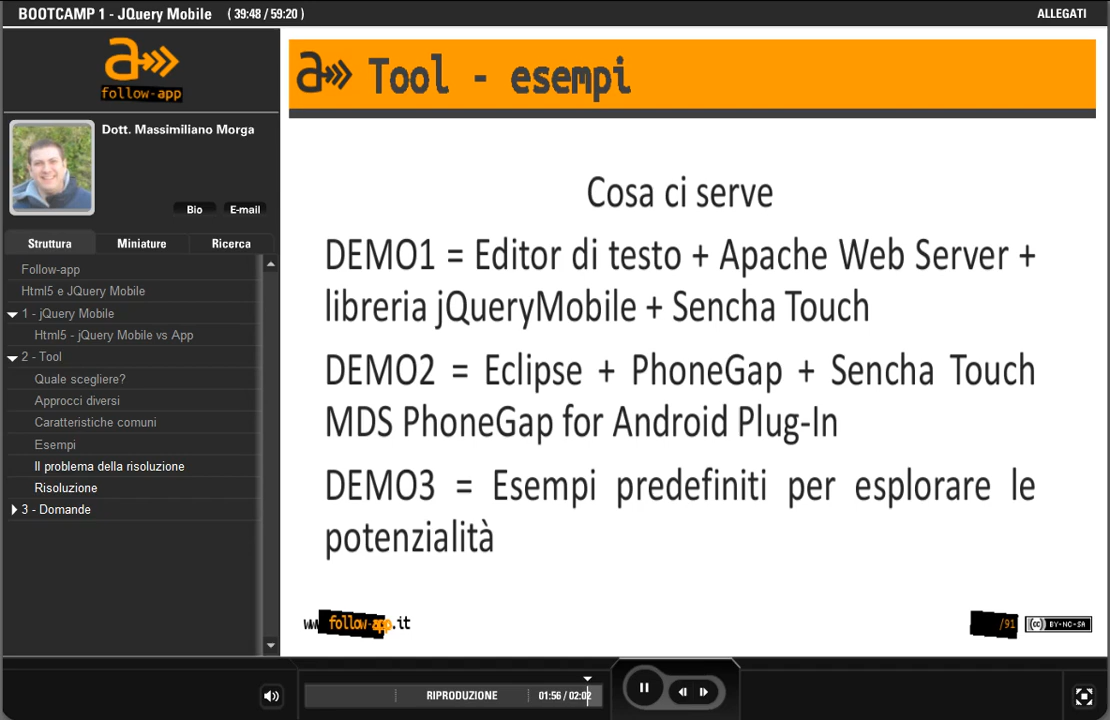 BOOTCAMP 1 - JQuery Mobile ( 39:48 / 59:20 )
ALLEGATI
a
follow-app
Dott. Massimiliano Morga
Bio
E-mail
Struttura
Miniature
Ricerca
Follow-app
Html5 e JQuery Mobile
1 - jQuery Mobile
Html5 - jQuery Mobile vs App
2 - Tool
Quale scegliere?
Approcci diversi
Caratteristiche comuni
Esempi
Il problema della risoluzione
Risoluzione
3 - Domande
a Tool - esempi
Cosa ci serve
DEMO1 = Editor di testo + Apache Web Server +
libreria jQueryMobile + Sencha Touch
DEMO2 = Eclipse + PhoneGap + Sencha Touch
MDS PhoneGap for Android Plug-In
DEMO3 = Esempi predefiniti per esplorare le
potenzialità
www.follow-app.it
/91
cc BY-NC-SA
RIPRODUZIONE
01:56 / 02:02